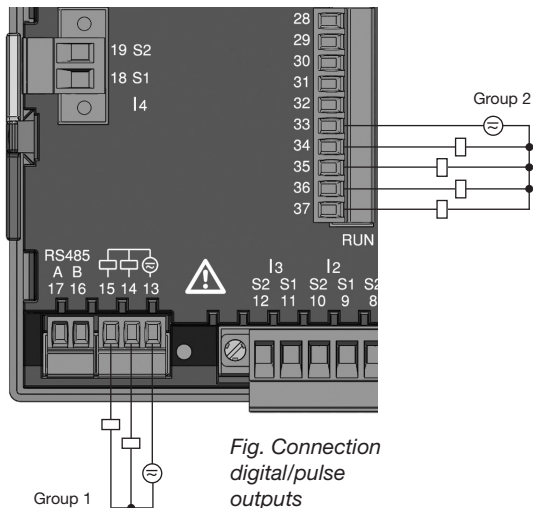 28
29
19 S2
30
18 S1
31
I4
32
Group 2
33
34
35
36
37
RUN
RS485
A B
17 16 15 14 13
I3 I2
S2 S1 S2 S1 S2
12 11 10 9 8
Fig. Connection
digital/pulse
outputs
Group 1